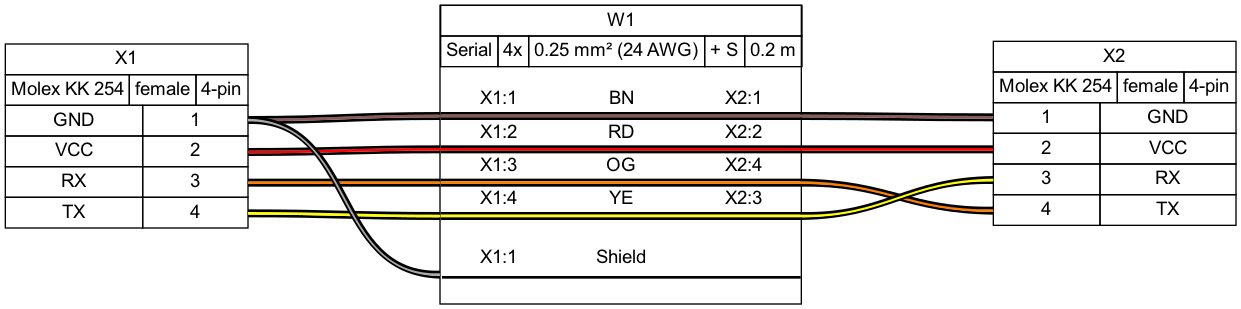 X1
Molex KK 254 female 4-pin
GND 1
VCC 2
RX 3
TX 4
W1
Serial 4x 0.25 mm² (24 AWG) + S 0.2 m
X1:1 BN X2:1
X1:2 RD X2:2
X1:3 OG X2:4
X1:4 YE X2:3
X1:1 Shield
X2
Molex KK 254 female 4-pin
1 GND
2 VCC
3 RX
4 TX